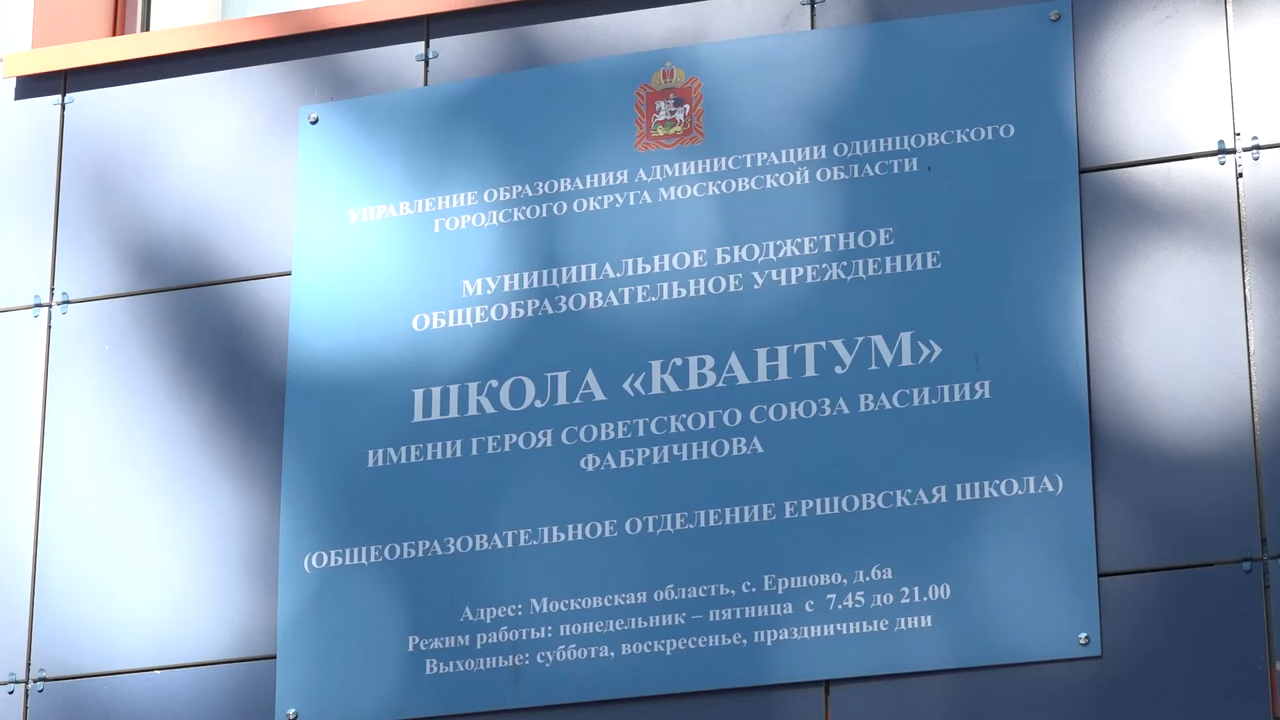 УПРАВЛЕНИЕ ОБРАЗОВАНИЯ АДМИНИСТРАЦИИ ОДИНЦОВСКОГО
ГОРОДСКОГО ОКРУГА МОСКОВСКОЙ ОБЛАСТИ
МУНИЦИПАЛЬНОЕ БЮДЖЕТНОЕ
ОБЩЕОБРАЗОВАТЕЛЬНОЕ УЧРЕЖДЕНИЕ
ШКОЛА «КВАНТУМ»
ИМЕНИ ГЕРОЯ СОВЕТСКОГО СОЮЗА ВАСИЛИЯ
ФАБРИЧНОВА
(ОБЩЕОБРАЗОВАТЕЛЬНОЕ ОТДЕЛЕНИЕ ЕРШОВСКАЯ ШКОЛА)
Адрес: Московская область, с. Ершово, д.6а
Режим работы: понедельник – пятница с 7.45 до 21.00
Выходные: суббота, воскресенье, праздничные дни